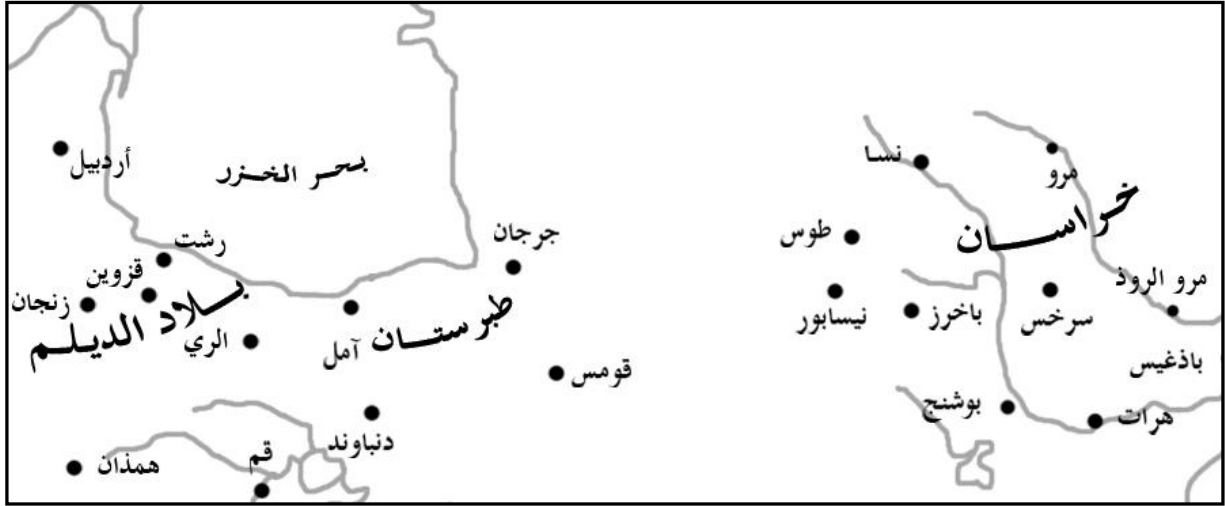 نسا
مرو
أردبيل
بحر الخزر
خراسان
جرجان
طوس
رشت
قزوين
مرو الروذ
زنجان
بلاد الديلم
طبرستان
نيسابور
باخرز
سرخس
الري
آمل
باذغيس
قومس
بوشنج
هرات
دنباوند
قم
همذان